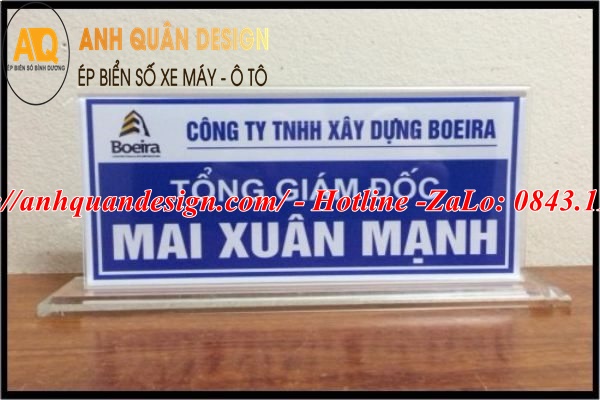 AQ
ÉP BIỂN SỐ BÌNH DƯƠNG
ANH QUÂN DESIGN
ÉP BIỂN SỐ XE MÁY - Ô TÔ
Boeira
CÔNG TY TNHH XÂY DỰNG BOEIRA
TỔNG GIÁM ĐỐC
//anhquandesign.com/ - Hotline -ZaLo: 0843.1
MAI XUÂN MẠNH